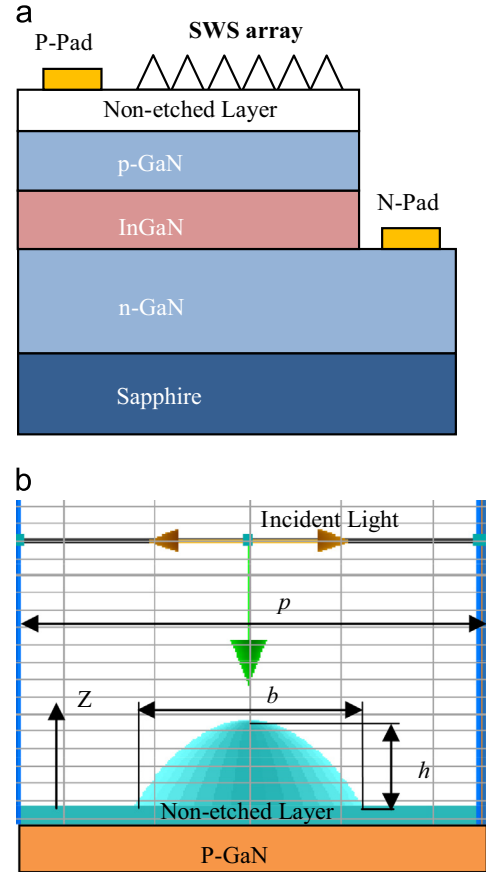 a
SWS array
P-Pad
Non-etched Layer
p-GaN
N-Pad
InGaN
n-GaN
Sapphire
b
Incident Light
p
Z
b
h
Non-etched Layer
P-GaN